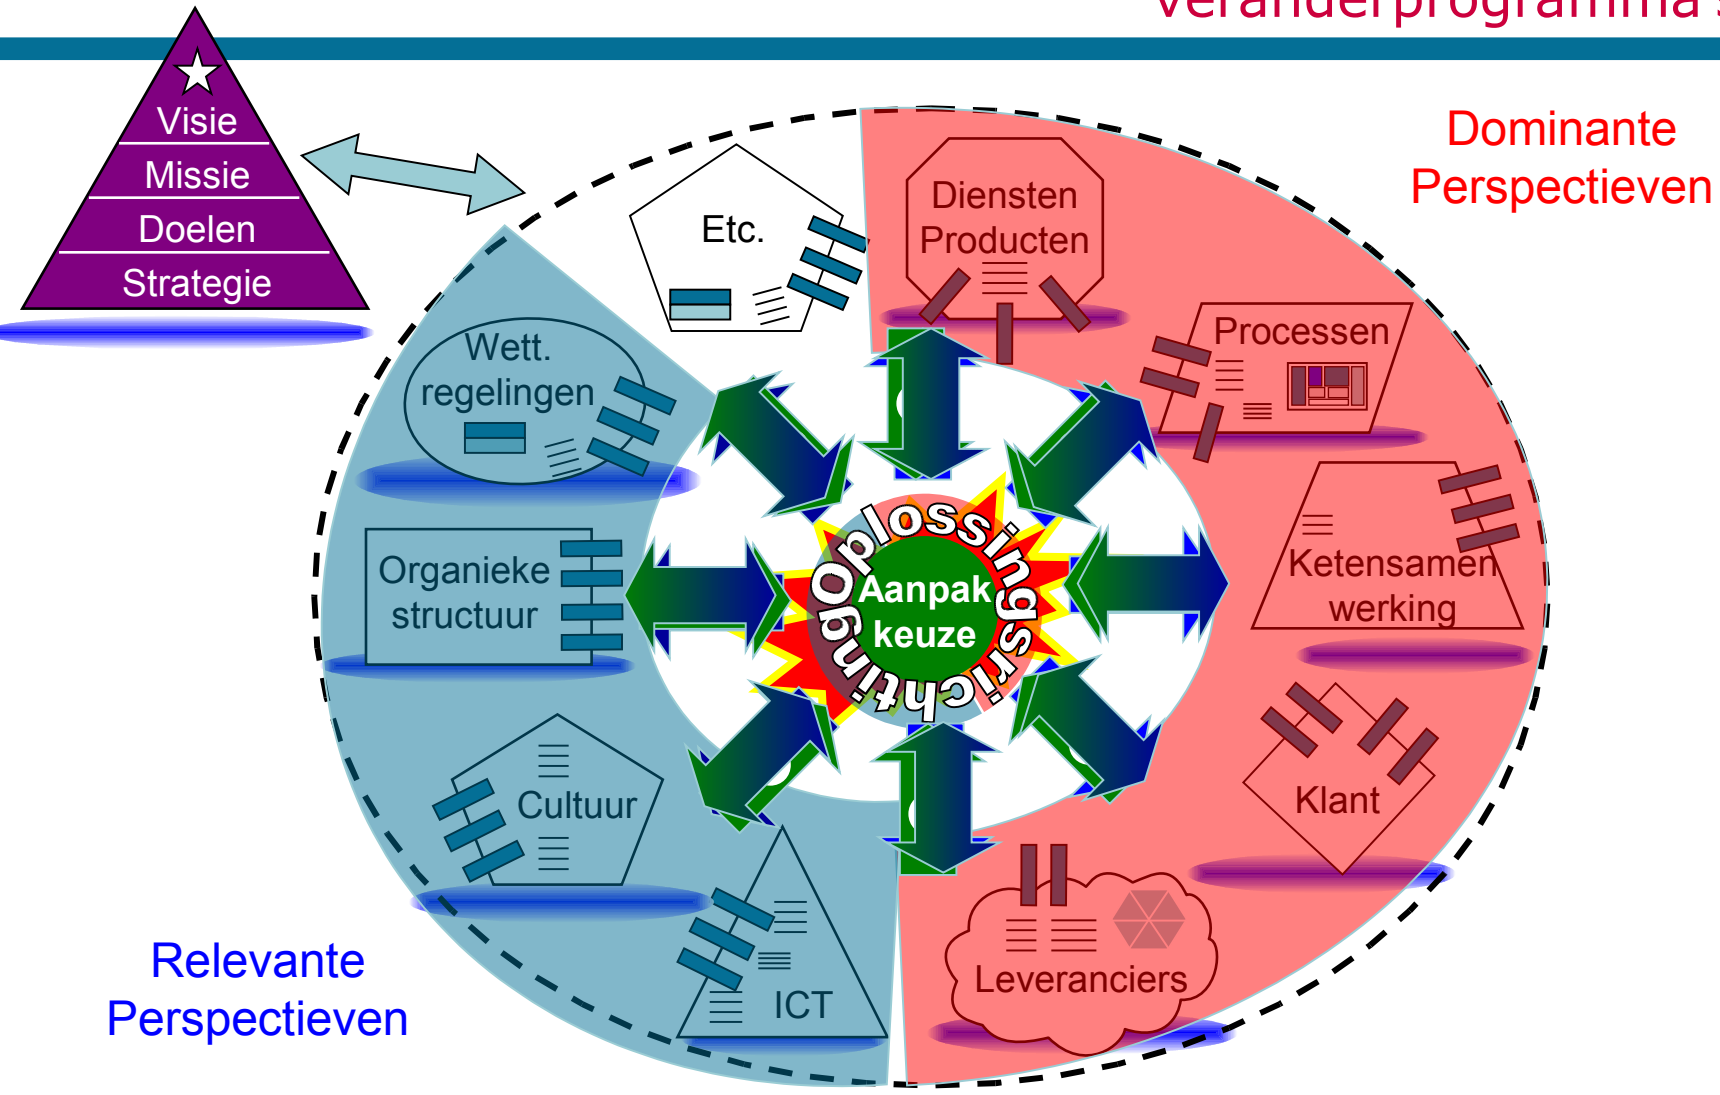 veranderprogramma's
Visie
Missie
Doelen
Strategie
Dominante
Perspectieven
Etc.
Diensten
Producten
Processen
Wett.
regelingen
Organieke
structuur
Ketensamen
werking
Oplossingsrichting
Aanpak
keuze
Cultuur
Klant
ICT
Leveranciers
Relevante
Perspectieven